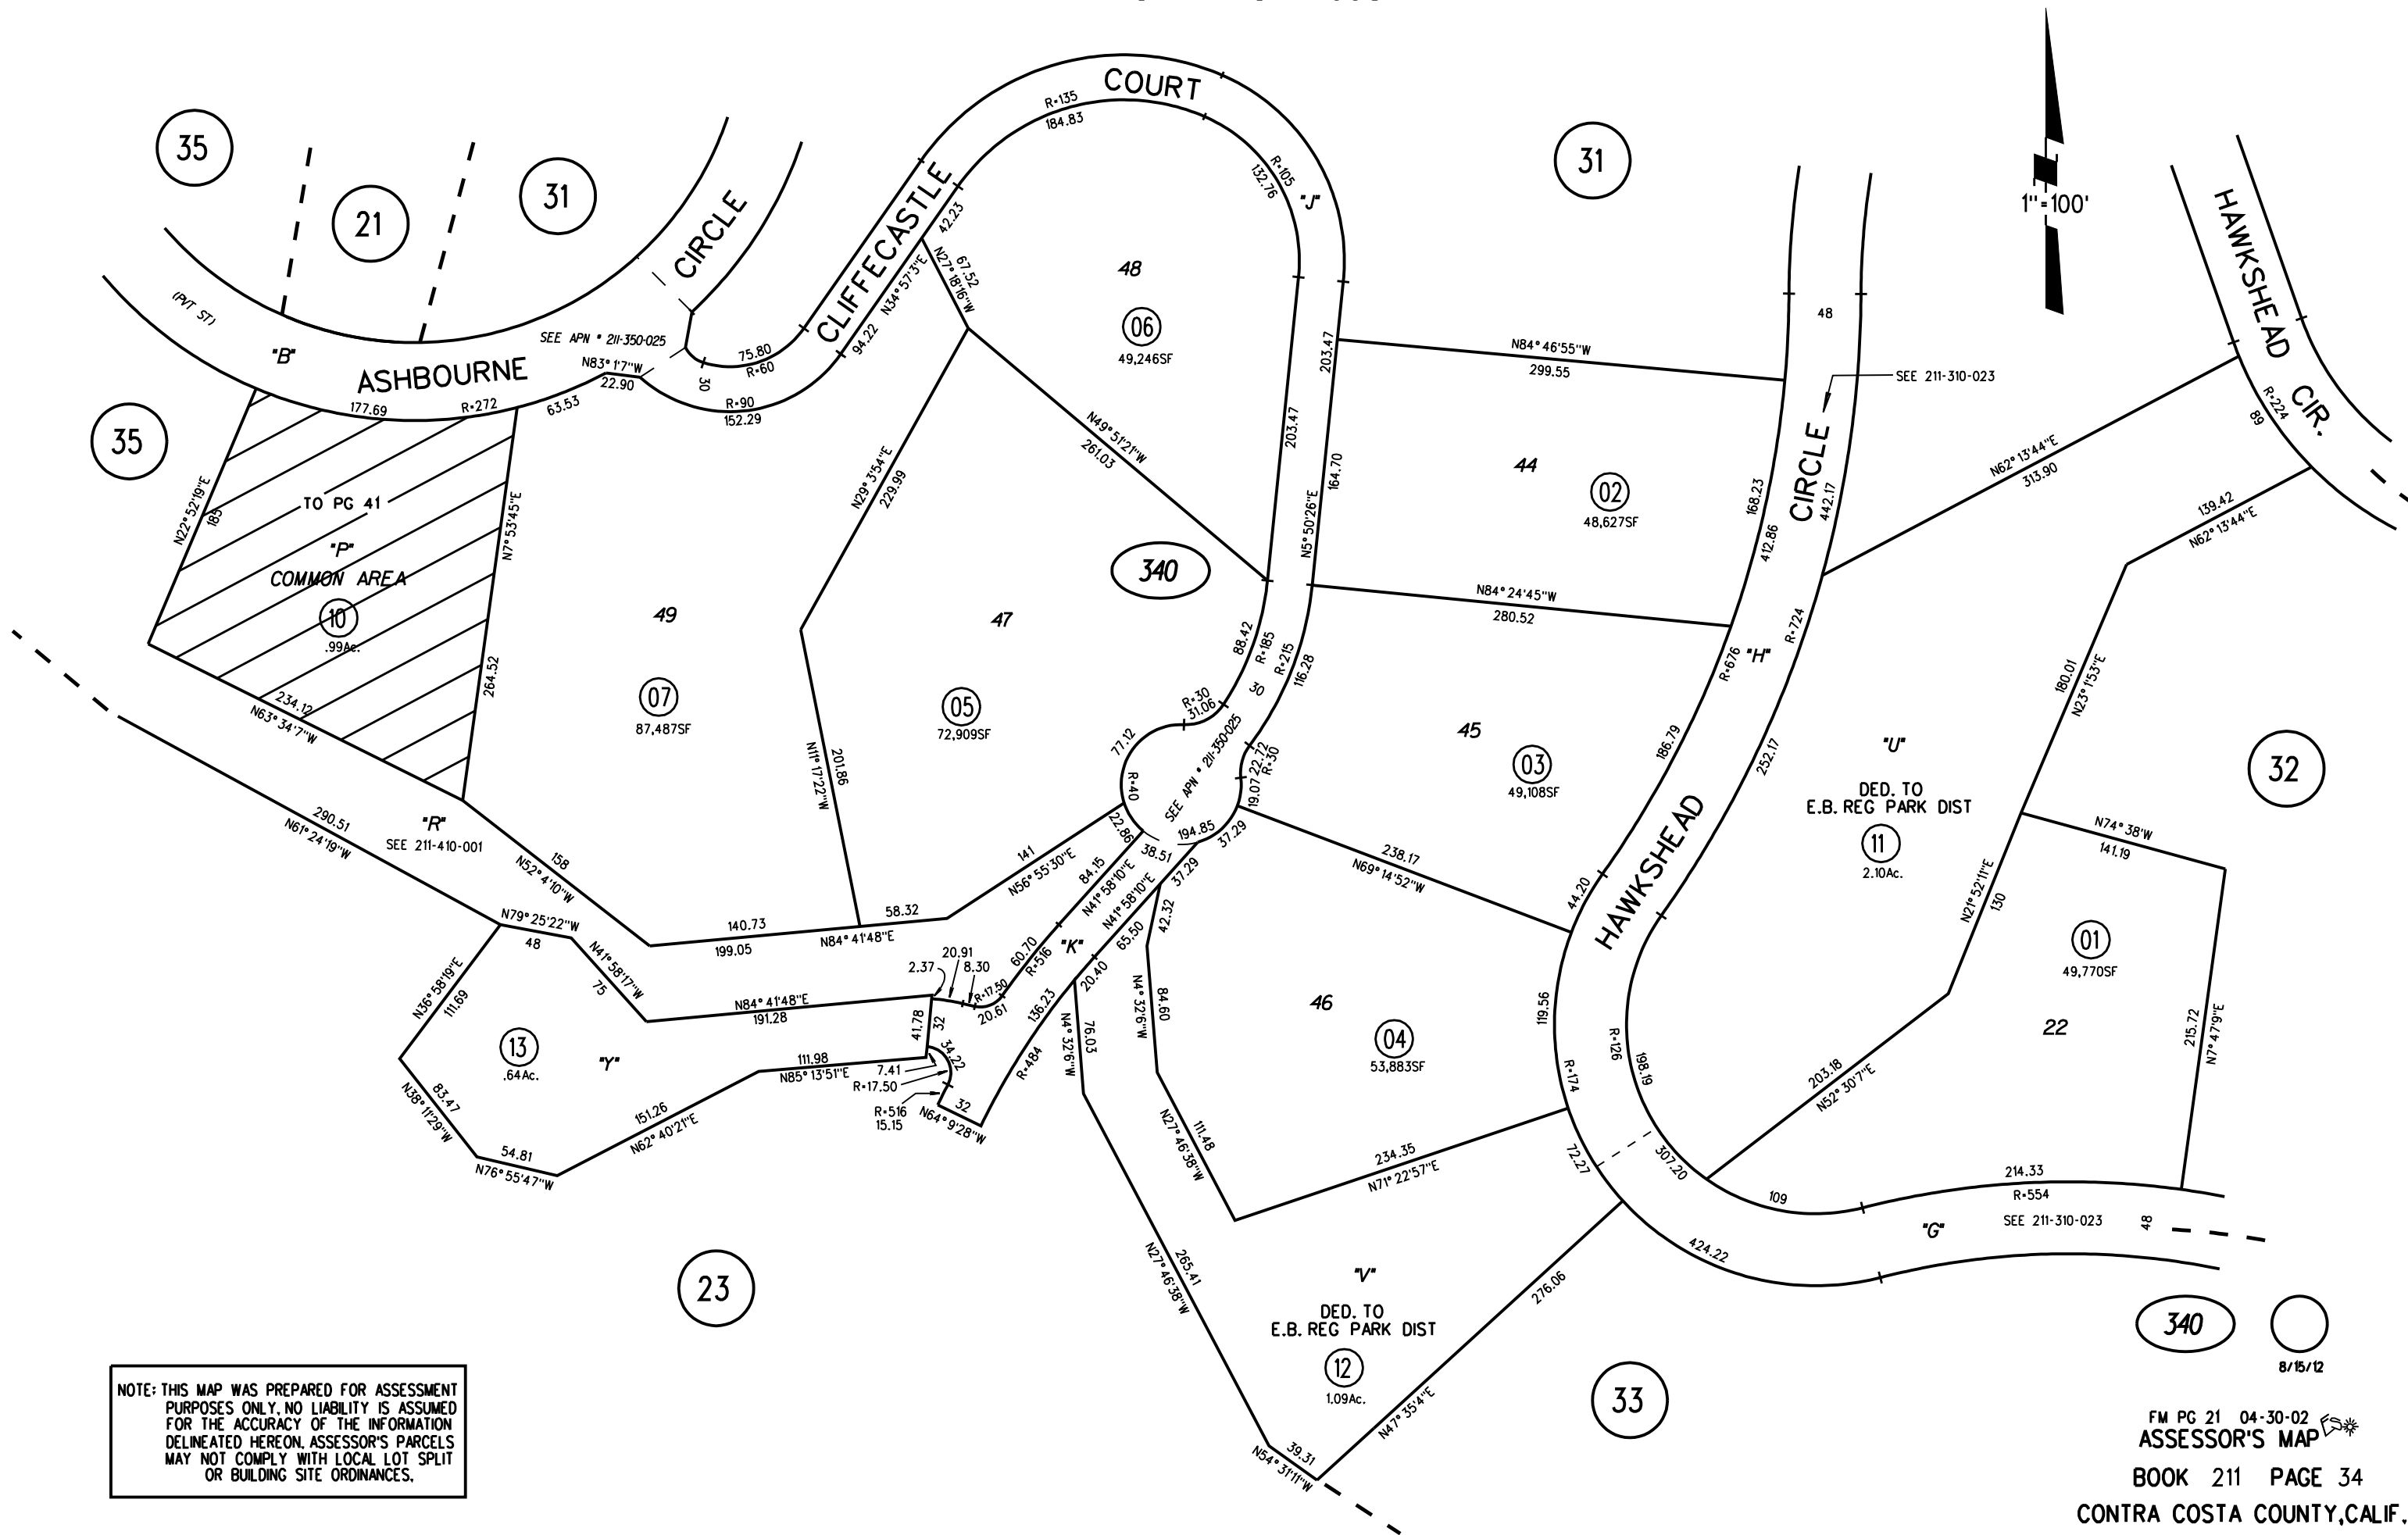 COURT
R=135
184.83
R=105
132.76
"J"
35
21
31
31
CIRCLE
CLIFFECASTLE
42.23
67.52
N27°18'16"W
N34°57'3"E
94.22
48
06
49,246SF
1"=100'
HAWKSHEAD CIR.
R=224
89
(PVT ST)
"B"
ASHBOURNE
SEE APN * 211-350-025
N83°1'7"W
22.90
75.80
R=60
30
R=90
152.29
177.69
R=272
63.53
35
N22°52'19"E
185
TO PG 41
"P"
COMMON AREA
10
.99Ac.
N7°53'45"E
264.52
234.12
N63°34'7"W
N29°3'54"E
229.99
N49°51'21"W
261.03
203.47
203.47
164.70
N5°50'26"E
N84°46'55"W
299.55
48
SEE 211-310-023
44
02
48,627SF
168.23
412.86
CIRCLE
442.17
N62°13'44"E
313.90
139.42
N62°13'44"E
340
N84°24'45"W
280.52
49
07
87,487SF
47
05
72,909SF
N11°17'22"W
201.86
88.42
R=185
R=215
116.28
30
R=30
31.06
77.12
R=40
SEE APN * 211-350-025
22.72
R=30
19.07
22.86
194.85
37.29
38.51
37.29
45
03
49,108SF
R=676
"H"
R=724
186.79
252.17
"U"
DED. TO
E.B. REG PARK DIST
11
2.10Ac.
180.01
N23°1'53"E
32
N74°38'W
141.19
N21°52'11"E
130
01
49,770SF
22
215.72
N7°47'9"E
290.51
N61°24'19"W
"R"
SEE 211-410-001
158
N52°4'10"W
141
N56°55'30"E
84.15
N41°58'10"E
N41°58'10"E
65.50
42.32
238.17
N69°14'52"W
44.20
HAWKSHEAD
N79°25'22"W
48
140.73
199.05
58.32
N84°41'48"E
N41°58'17"W
75
N36°58'19"E
111.69
N84°41'48"E
191.28
2.37
20.91
8.30
R=17.50
20.61
60.70
R=516
"K"
20.40
136.23
R=484
N4°32'6"W
76.03
N4°32'6"W
84.60
46
04
53,883SF
119.56
R=174
R=126
198.19
13
.64Ac.
"Y"
41.78
32
34.22
7.41
R=17.50
R=516
15.15
32
N64°9'28"W
111.98
N85°13'51"E
83.47
N38°11'29"W
151.26
N62°40'21"E
54.81
N76°55'47"W
N27°46'38"W
111.48
234.35
N71°22'57"E
72.27
307.20
203.18
N52°30'7"E
109
214.33
R=554
SEE 211-310-023
48
"G"
424.22
265.41
N27°46'38"W
"V"
DED. TO
E.B. REG PARK DIST
12
1.09Ac.
276.06
N47°35'4"E
39.31
N54°31'11"W
23
33
340
8/15/12
NOTE: THIS MAP WAS PREPARED FOR ASSESSMENT
PURPOSES ONLY. NO LIABILITY IS ASSUMED
FOR THE ACCURACY OF THE INFORMATION
DELINEATED HEREON. ASSESSOR'S PARCELS
MAY NOT COMPLY WITH LOCAL LOT SPLIT
OR BUILDING SITE ORDINANCES.
FM PG 21 04-30-02
ASSESSOR'S MAP
BOOK 211 PAGE 34
CONTRA COSTA COUNTY, CALIF.